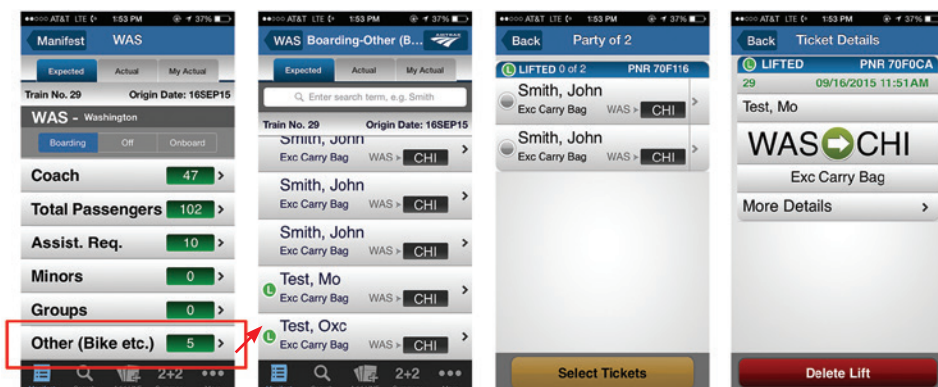 AT&T LTE 1:53 PM 37%
Manifest WAS
Expected Actual My Actual
Train No. 29 Origin Date: 16SEP15
WAS - Washington
Boarding Off Onboard
Coach 47 >
Total Passengers 102 >
Assist. Req. 10 >
Minors 0 >
Groups 0 >
Other (Bike etc.) 5 >
2+2
AT&T LTE 1:53 PM 37%
WAS Boarding-Other (B... AMTRAK
Expected Actual My Actual
Enter search term, e.g. Smith
Train No. 29 Origin Date: 16SEP15
Smith, John
Exc Carry Bag WAS > CHI >
Smith, John
Exc Carry Bag WAS > CHI >
Smith, John
Exc Carry Bag WAS > CHI >
Test, Mo
L
Exc Carry Bag WAS > CHI >
Test, Oxc
L
Exc Carry Bag WAS > CHI >
2+2
AT&T LTE 1:53 PM 37%
Back Party of 2
L LIFTED 0 of 2 PNR 70F116
Smith, John
Exc Carry Bag WAS > CHI >
Smith, John
Exc Carry Bag WAS > CHI >
Select Tickets
AT&T LTE 1:53 PM 37%
Back Ticket Details
L LIFTED PNR 70F0CA
29 09/16/2015 11:51AM
Test, Mo
WAS CHI
Exc Carry Bag
More Details >
Delete Lift